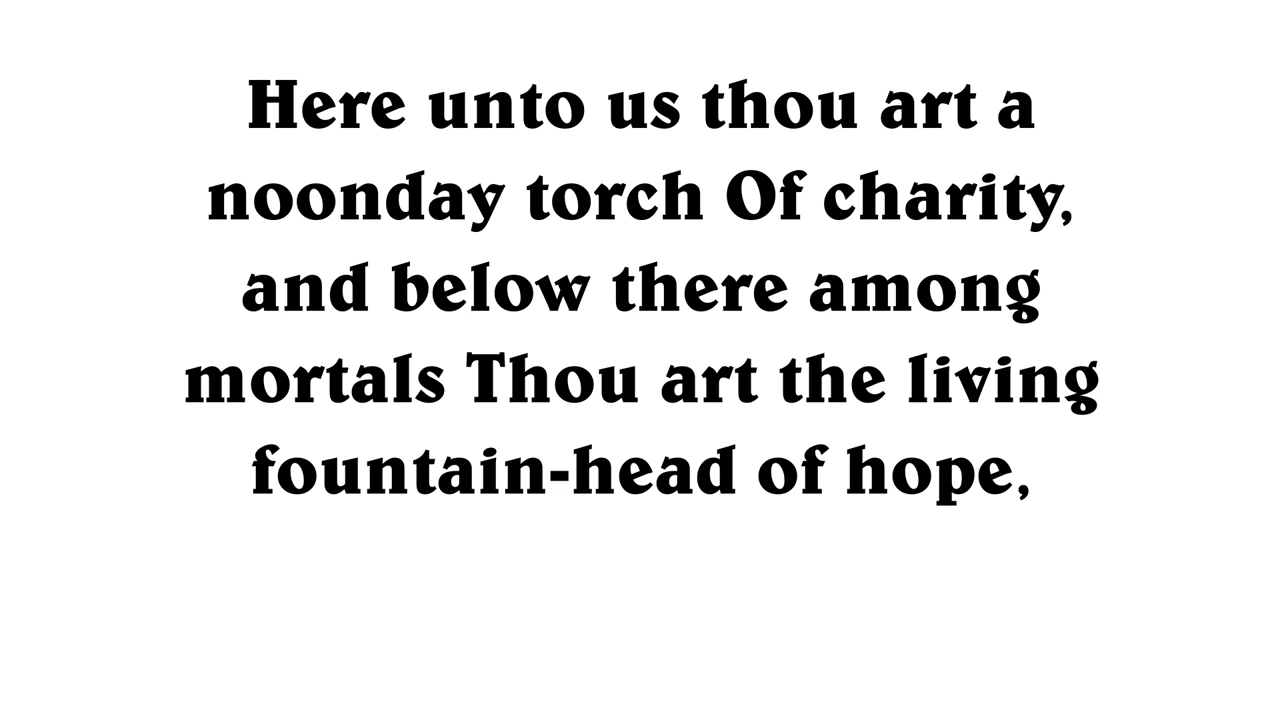 Here unto us thou art a
noonday torch Of charity,
and below there among
mortals Thou art the living
fountain-head of hope,